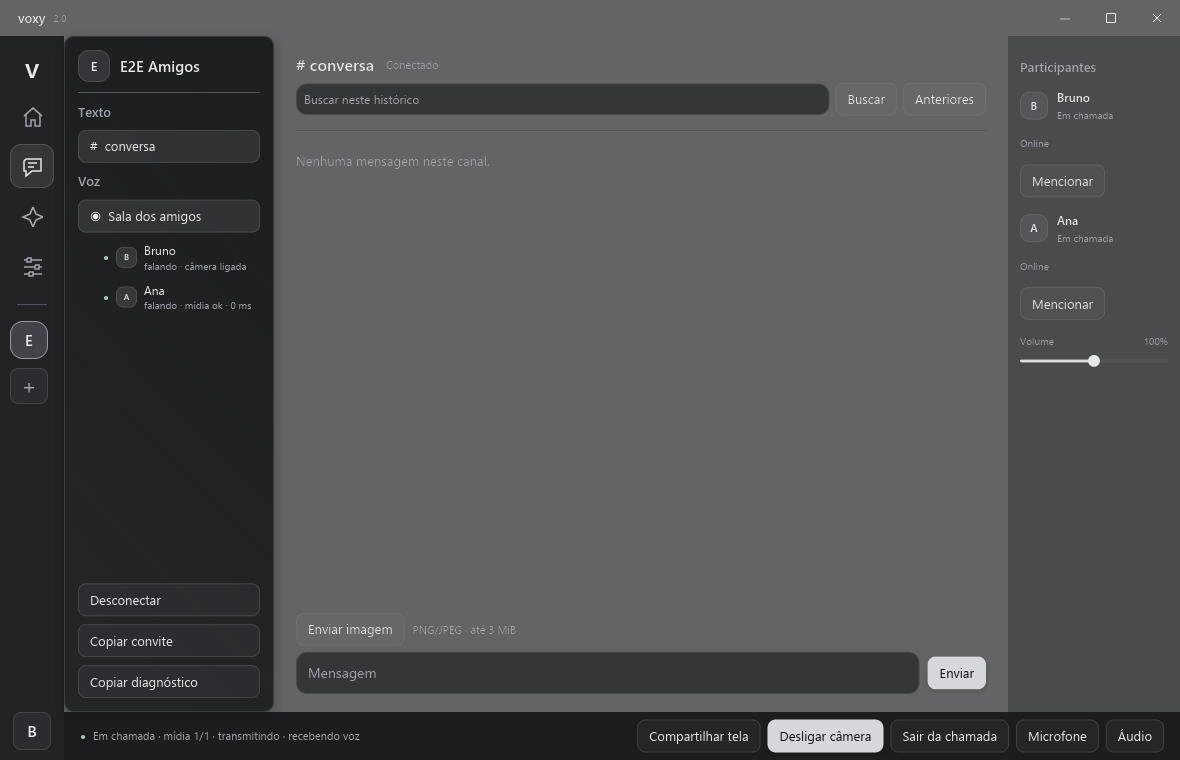 voxy 2.0
V
E
+
B
E E2E Amigos
Texto
# conversa
Voz
Sala dos amigos
B Bruno
falando · câmera ligada
A Ana
falando · mídia ok · 0 ms
Desconectar
Copiar convite
Copiar diagnóstico
# conversa Conectado
Buscar neste histórico Buscar Anteriores
Nenhuma mensagem neste canal.
Enviar imagem PNG/JPEG · até 3 MiB
Mensagem Enviar
Participantes
B Bruno
Em chamada
Online
Mencionar
A Ana
Em chamada
Online
Mencionar
Volume 100%
Em chamada · mídia 1/1 · transmitindo · recebendo voz
Compartilhar tela Desligar câmera Sair da chamada Microfone Áudio